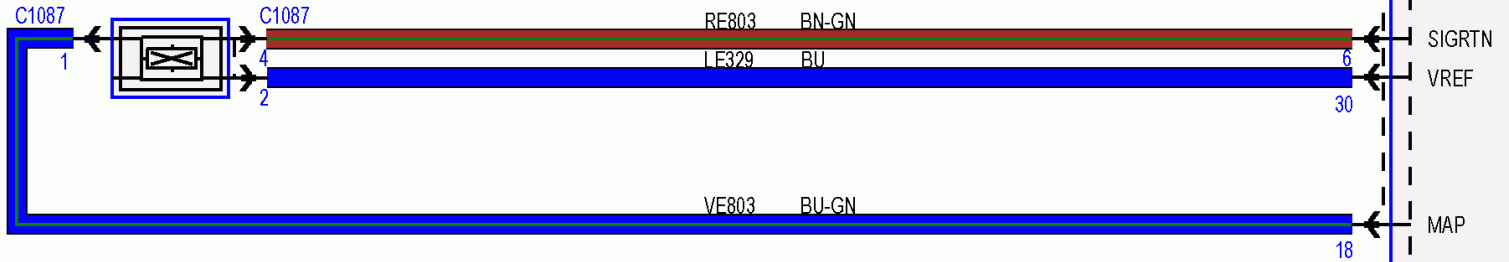 C1087 C1087 RE803 BN-GN
1 4 6 SIGRTN
LE329 BU
2 30 VREF
VE803 BU-GN
18 MAP